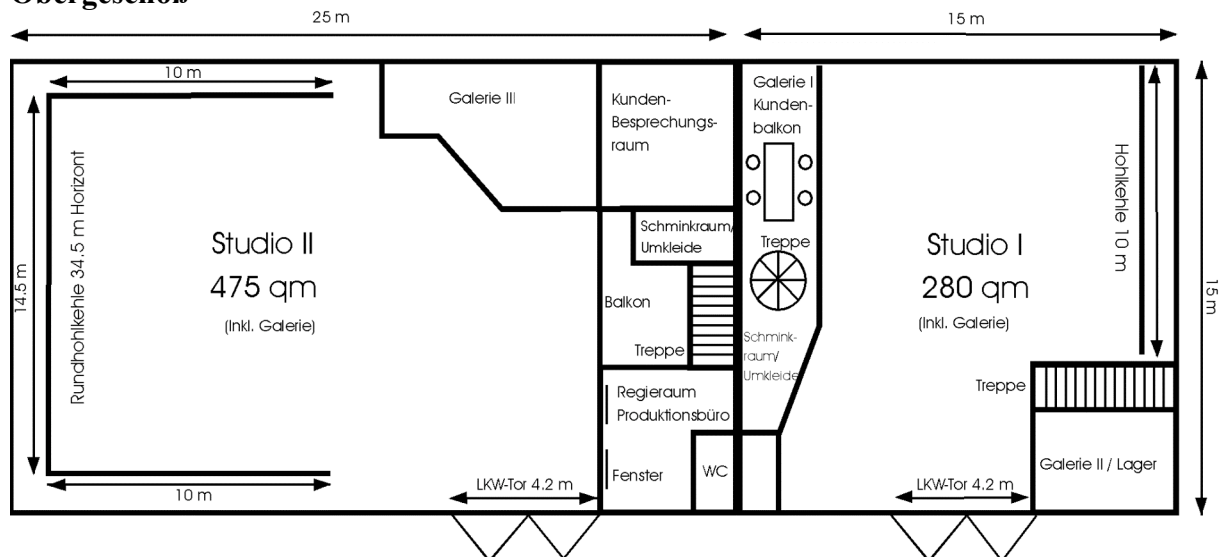 Obergeschoß
25 m
15 m
10 m
Galerie III
Kunden-
Besprechungs-
raum
Galerie I
Kunden-
balkon
Rundhohlkehle 34.5 m Horizont
14.5 m
Hohlkehle 10 m
15 m
Studio II
475 qm
(Inkl. Galerie)
Schminkraum/
Umkleide
Balkon
Treppe
Treppe
Schmink-
raum/
Umkleide
Studio I
280 qm
(Inkl. Galerie)
Treppe
Regieraum
Produktionsbüro
Fenster
WC
Galerie II / Lager
LKW-Tor 4.2 m
LKW-Tor 4.2 m
10 m